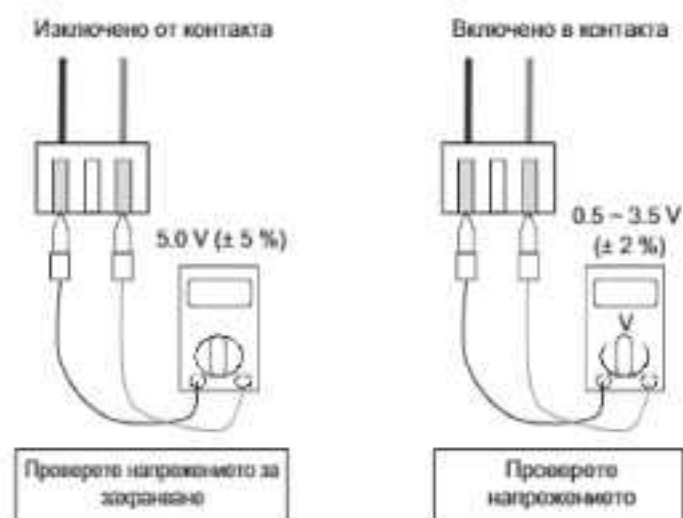 Изключено от контакта
5.0 V (± 5 %)
Проверете напрежението за
захранване
Включено в контакта
0.5 ~ 3.5 V
(± 2 %)
V
Проверете
напрежението